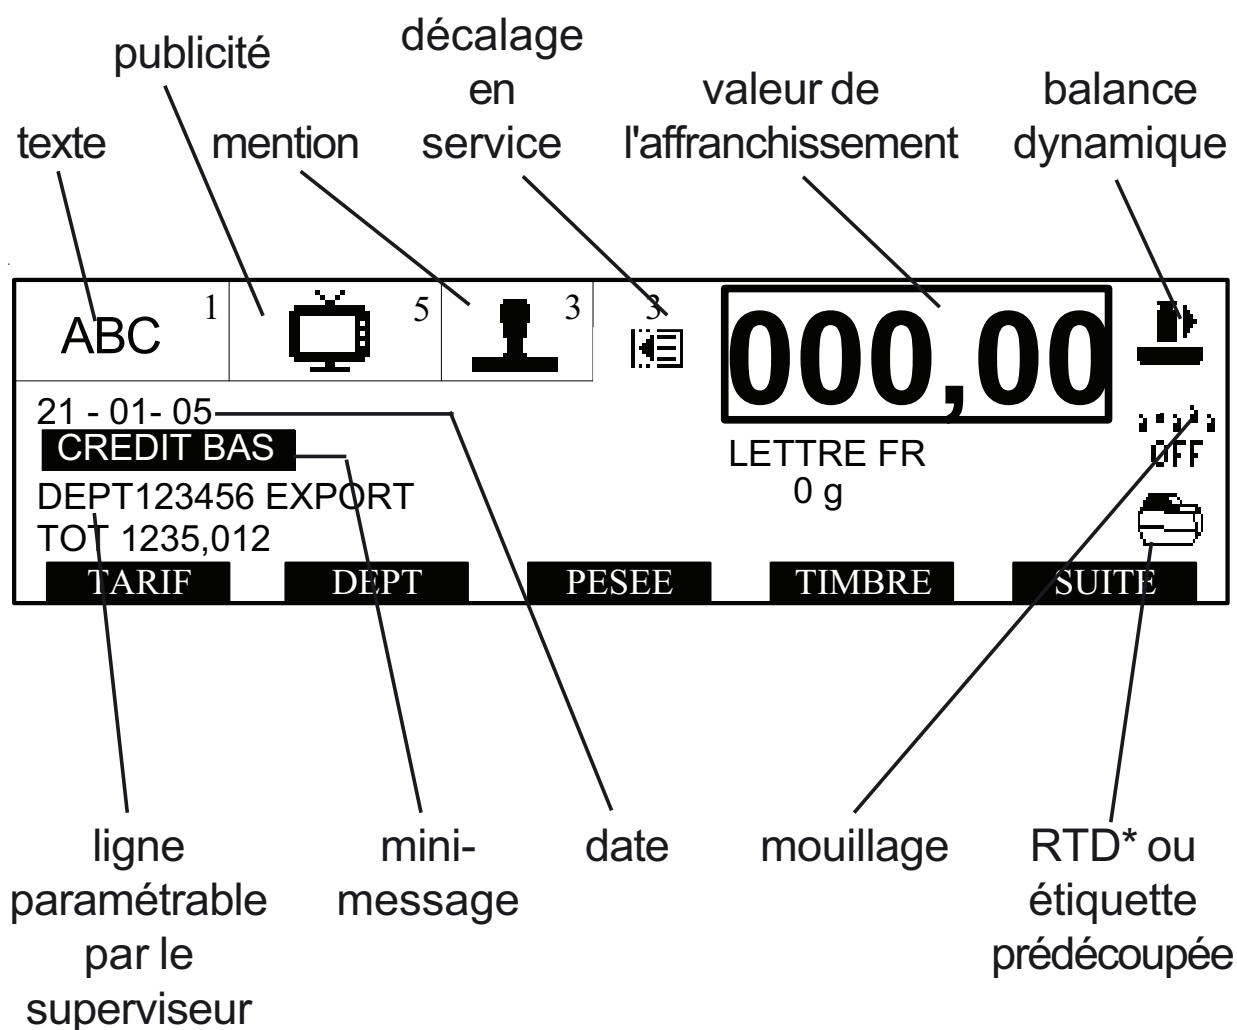 publicité
décalage
en
service
valeur de
l'affranchissement
balance
dynamique
texte
mention
ABC 1
5
3
3
000,00
21 - 01- 05
CREDIT BAS
DEPT123456 EXPORT
TOT 1235,012
LETTRE FR
0 g
OFF
TARIF DEPT PESEE TIMBRE SUITE
ligne
paramétrable
par le
superviseur
mini-
message
date
mouillage
RTD* ou
étiquette
prédécoupée